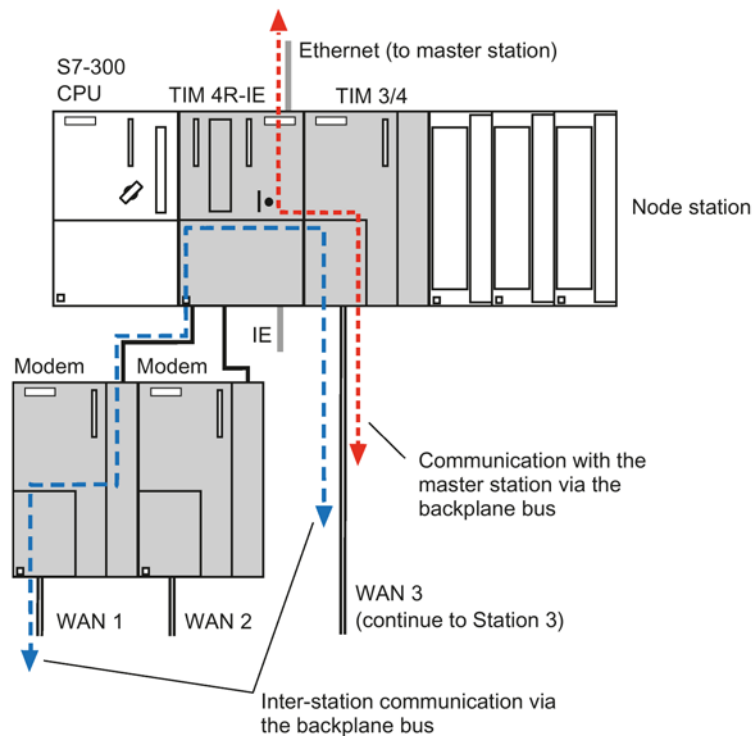 Ethernet (to master station)
S7-300
CPU
TIM 4R-IE
TIM 3/4
Node station
IE
Modem
Modem
Communication with the
master station via the
backplane bus
WAN 1
WAN 2
WAN 3
(continue to Station 3)
Inter-station communication via
the backplane bus